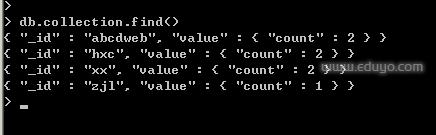 >
> db.collection.find()
{ "_id" : "abcdweb", "value" : { "count" : 2 } }
{ "_id" : "hxc", "value" : { "count" : 2 } }
{ "_id" : "xx", "value" : { "count" : 2 } }
{ "_id" : "zjl", "value" : { "count" : 1 } }
> _
www.eduyo.com